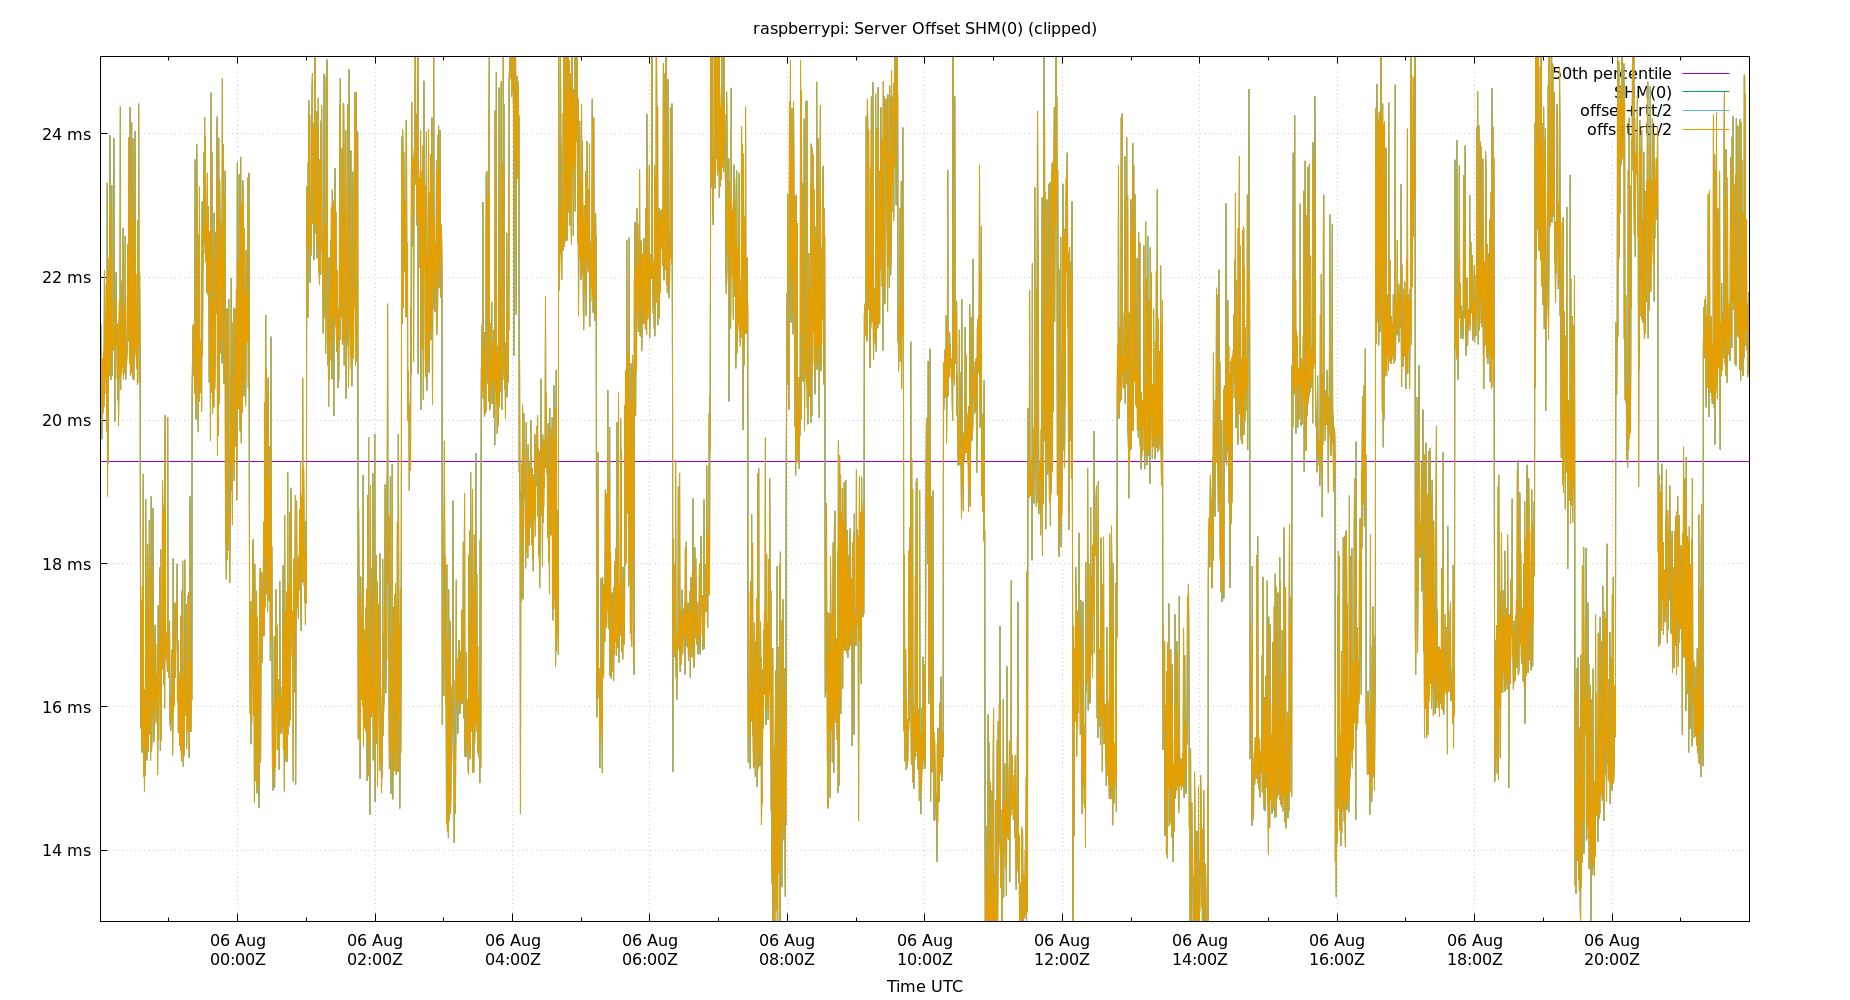 raspberrypi: Server Offset SHM(0) (clipped)
50th percentile
SHM(0)
offset+rtt/2
offset-rtt/2
24 ms
22 ms
20 ms
18 ms
16 ms
14 ms
06 Aug 06 Aug 06 Aug 06 Aug 06 Aug 06 Aug 06 Aug 06 Aug 06 Aug 06 Aug 06 Aug
00:00Z 02:00Z 04:00Z 06:00Z 08:00Z 10:00Z 12:00Z 14:00Z 16:00Z 18:00Z 20:00Z
Time UTC